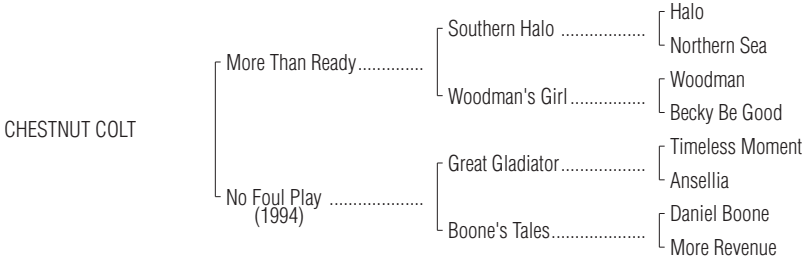 Halo
Southern Halo ...................
Northern Sea
More Than Ready..............
Woodman
Woodman's Girl.................
Becky Be Good
CHESTNUT COLT
Timeless Moment
Great Gladiator...................
Ansellia
No Foul Play ....................
(1994)
Daniel Boone
Boone's Tales.....................
More Revenue